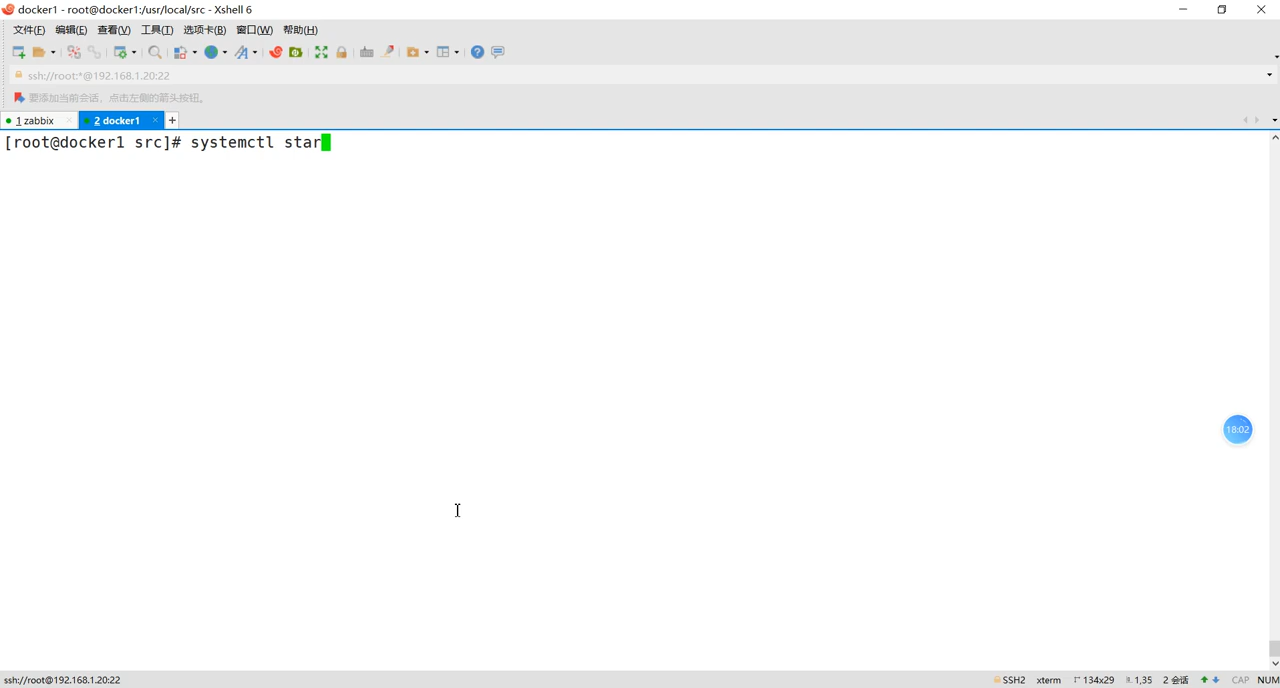 docker1 - root@docker1:/usr/local/src - Xshell 6
文件(F) 编辑(E) 查看(V) 工具(T) 选项卡(B) 窗口(W) 帮助(H)
ssh://root:*@192.168.1.20:22
要添加当前会话，点击左侧的箭头按钮。
1 zabbix
2 docker1
[root@docker1 src]# systemctl star
18:02
ssh://root@192.168.1.20:22
SSH2 xterm 134x29 1,35 2 会话 CAP NUM